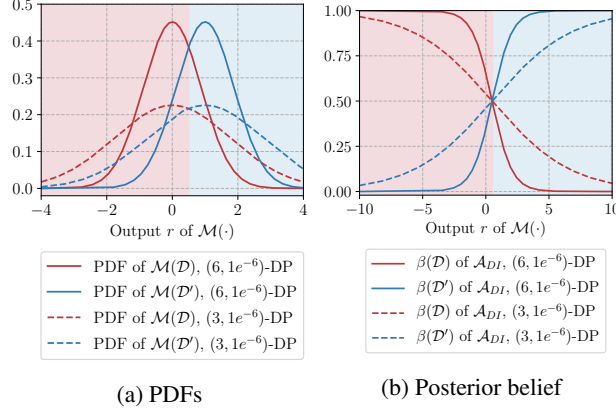 0.5
0.4
0.3
0.2
0.1
0.0
−4 −2 0 2 4
Output r of M(·)
PDF of M(D), (6, 1e⁻⁶)-DP
PDF of M(D′), (6, 1e⁻⁶)-DP
PDF of M(D), (3, 1e⁻⁶)-DP
PDF of M(D′), (3, 1e⁻⁶)-DP
(a) PDFs
1.00
0.75
0.50
0.25
0.00
−10 −5 0 5 10
Output r of M(·)
β(D) of A_DI, (6, 1e⁻⁶)-DP
β(D′) of A_DI, (6, 1e⁻⁶)-DP
β(D) of A_DI, (3, 1e⁻⁶)-DP
β(D′) of A_DI, (3, 1e⁻⁶)-DP
(b) Posterior belief